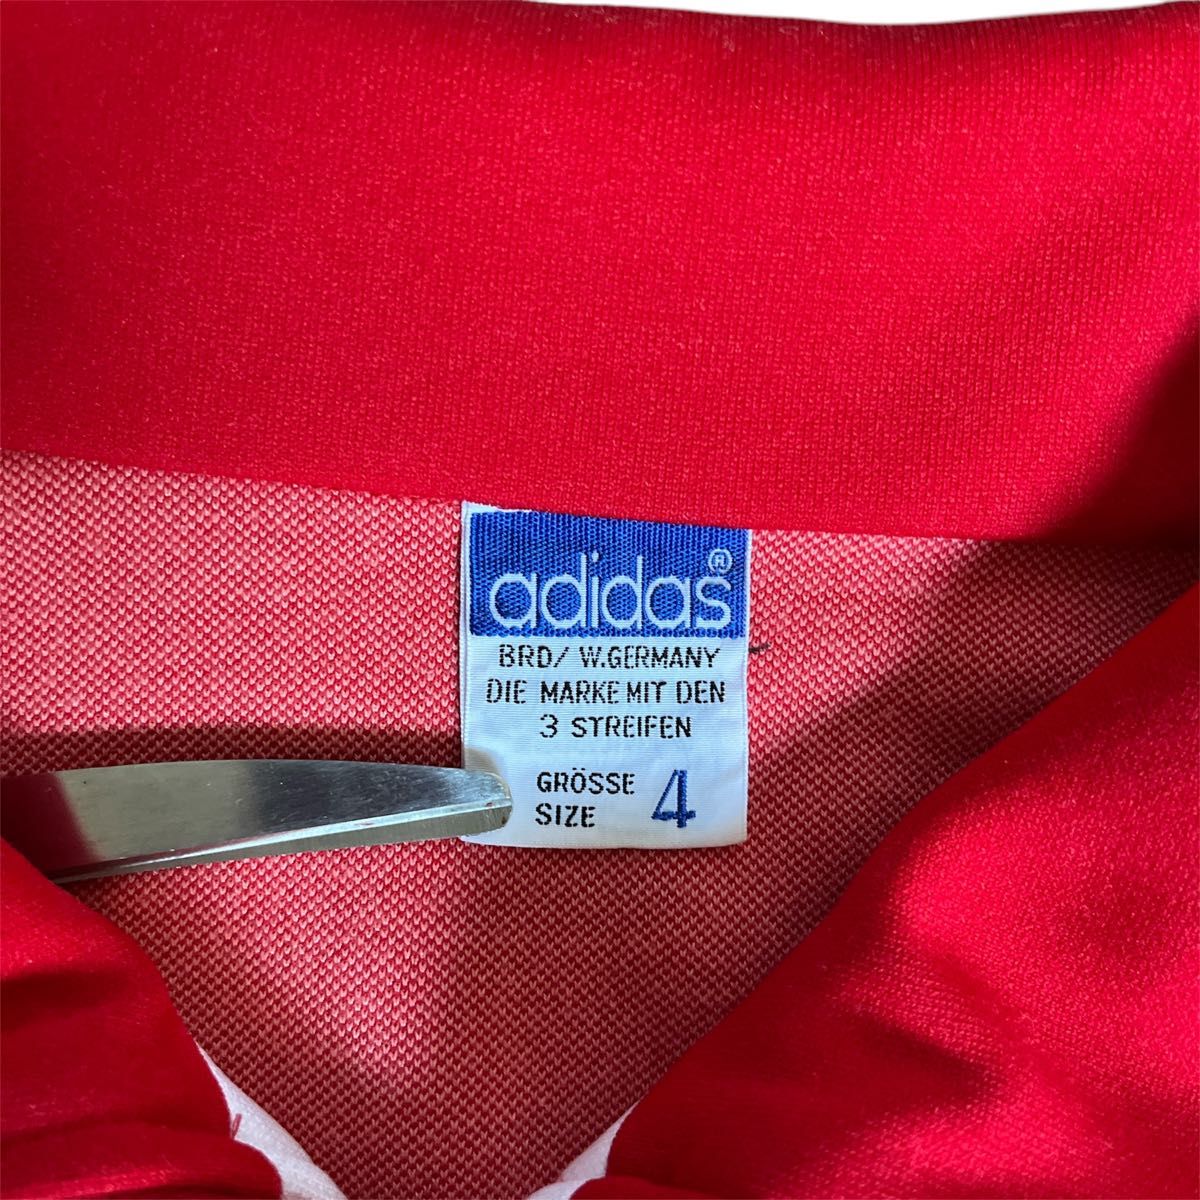 adidas®
BRD/ W.GERMANY
DIE MARKE MIT DEN
3 STREIFEN
GRÖSSE
SIZE 4